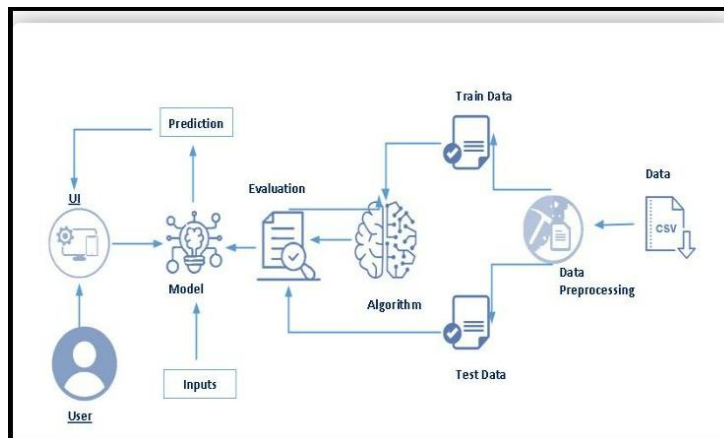 Train Data
Prediction
Data
Evaluation
UI
CSV
Model
Data
Preprocessing
Algorithm
Test Data
Inputs
User